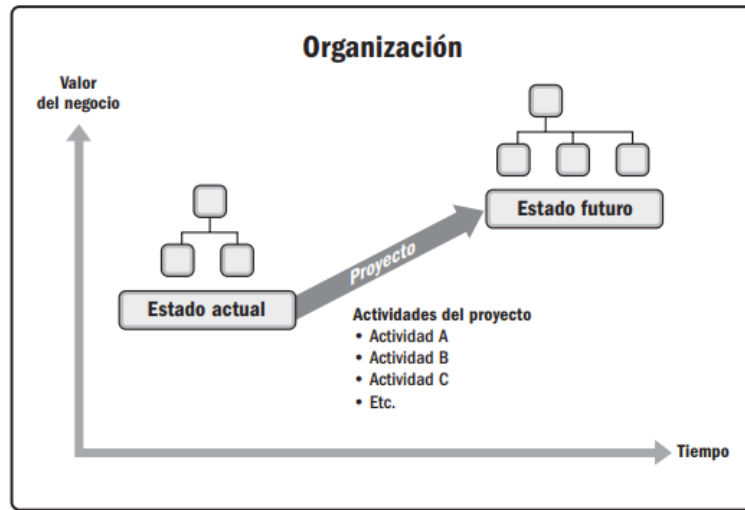 Organización
Valor
del negocio
Estado futuro
Proyecto
Estado actual
Actividades del proyecto
• Actividad A
• Actividad B
• Actividad C
• Etc.
Tiempo